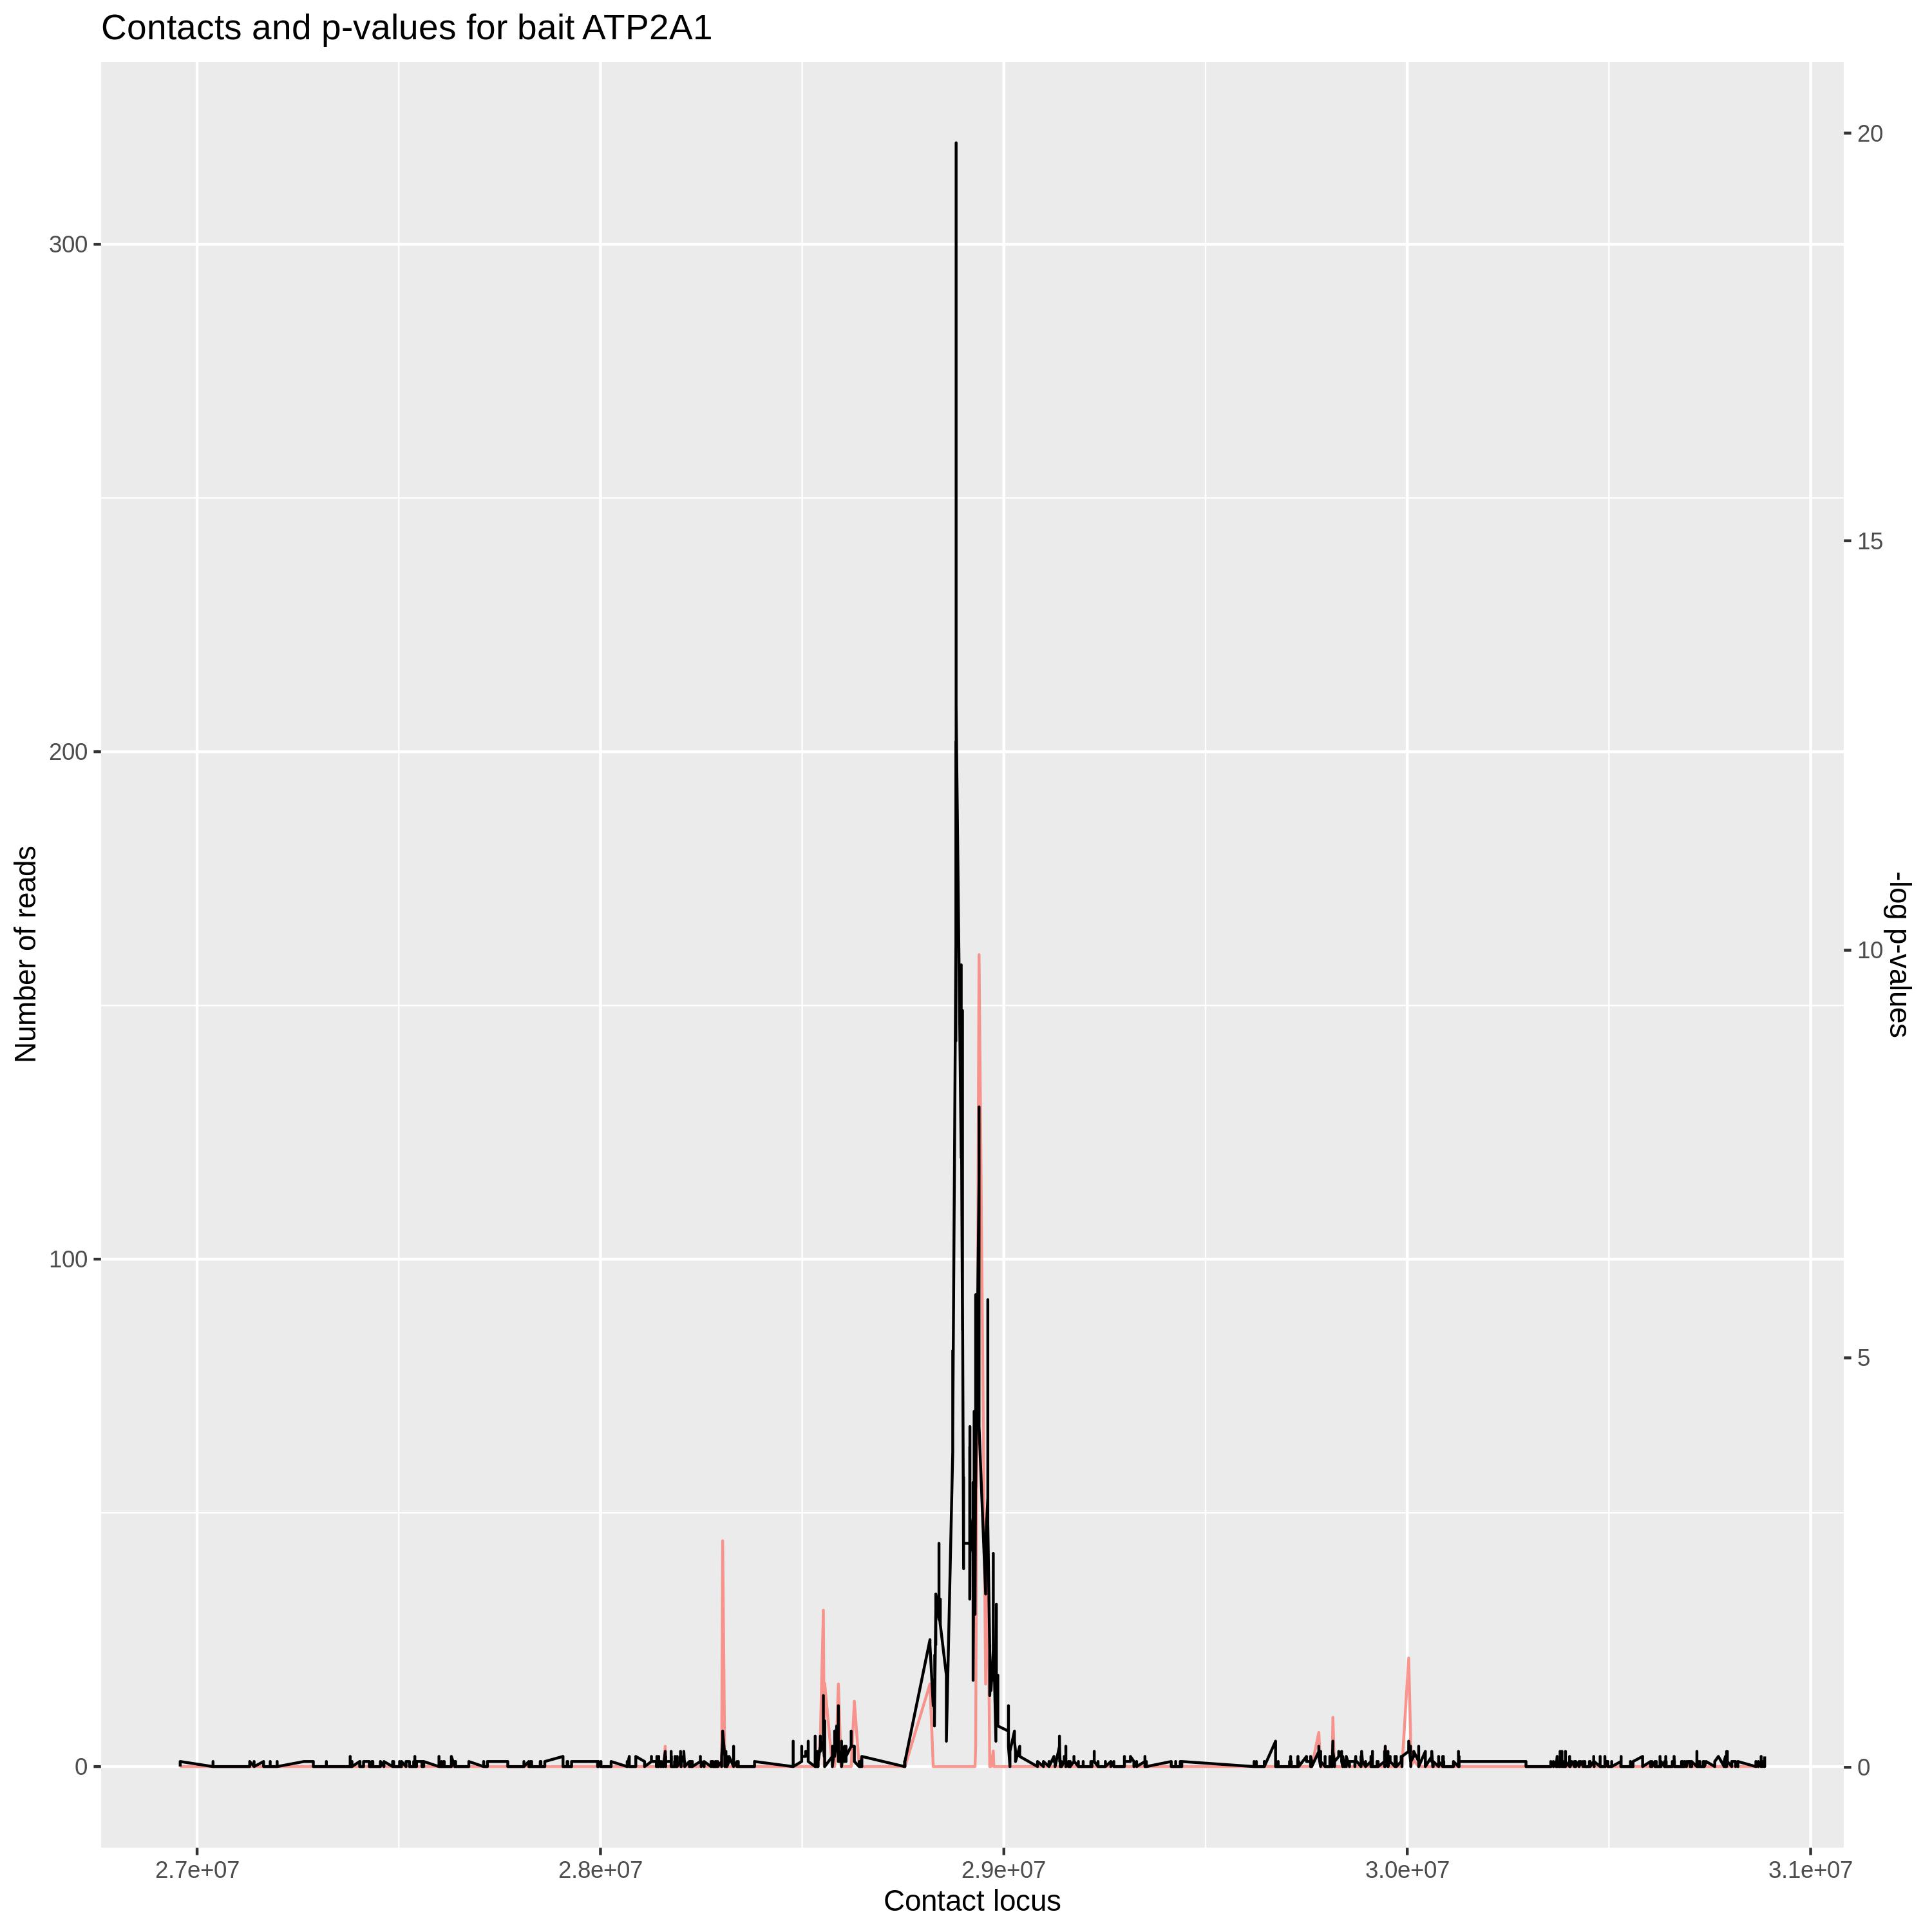 Contacts and p-values for bait ATP2A1
Number of reads
300
200
100
0
20
15
10
5
0
-log p-values
2.7e+07
2.8e+07
2.9e+07
3.0e+07
3.1e+07
Contact locus